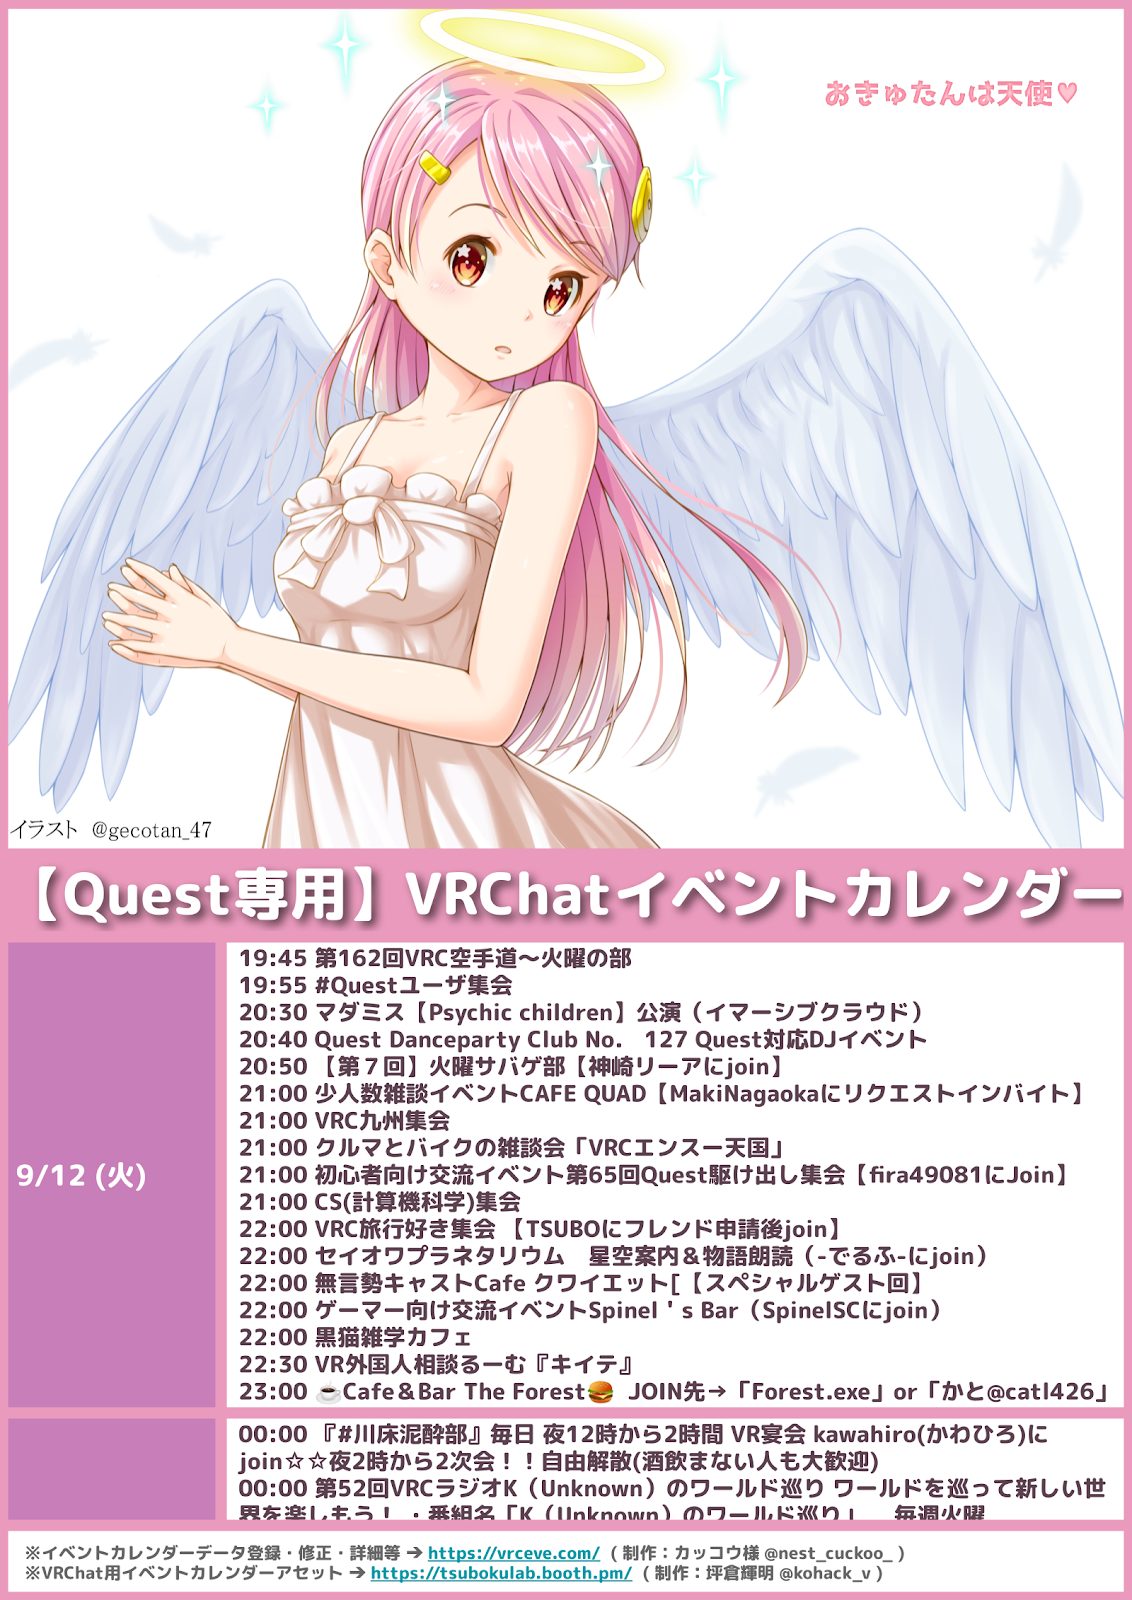 おきゅたんは天使♥
イラスト @gecotan_47
【Quest専用】VRChatイベントカレンダー
9/12 (火)
19:45 第162回VRC空手道～火曜の部
19:55 #Questユーザ集会
20:30 マダミス【Psychic children】公演（イマーシブクラウド）
20:40 Quest Danceparty Club No. 127 Quest対応DJイベント
20:50 【第７回】火曜サバゲ部【神崎リーアにjoin】
21:00 少人数雑談イベントCAFE QUAD【MakiNagaokaにリクエストインバイト】
21:00 VRC九州集会
21:00 クルマとバイクの雑談会「VRCエンスー天国」
21:00 初心者向け交流イベント第65回Quest駆け出し集会【fira49081にJoin】
21:00 CS(計算機科学)集会
22:00 VRC旅行好き集会 【TSUBOにフレンド申請後join】
22:00 セイオワプラネタリウム　星空案内＆物語朗読（-でるふ-にjoin）
22:00 無言勢キャストCafe クワイエット[【スペシャルゲスト回】
22:00 ゲーマー向け交流イベントSpinel ' s Bar（SpinelSCにjoin）
22:00 黒猫雑学カフェ
22:30 VR外国人相談るーむ『キイテ』
23:00 ☕Cafe＆Bar The Forest🍔 JOIN先→「Forest.exe」or「かと@catl426」
00:00 『#川床泥酔部』毎日 夜12時から2時間 VR宴会 kawahiro(かわひろ)に
join☆☆夜2時から2次会！！自由解散(酒飲まない人も大歓迎)
00:00 第52回VRCラジオK（Unknown）のワールド巡り ワールドを巡って新しい世
界を楽しもう！ ・番組名「K（Unknown）のワールド巡り」　毎週火曜
※イベントカレンダーデータ登録・修正・詳細等 ➔ https://vrceve.com/ （ 制作：カッコウ様 @nest_cuckoo_ ）
※VRChat用イベントカレンダーアセット ➔ https://tsubokulab.booth.pm/ （ 制作：坪倉輝明 @kohack_v ）